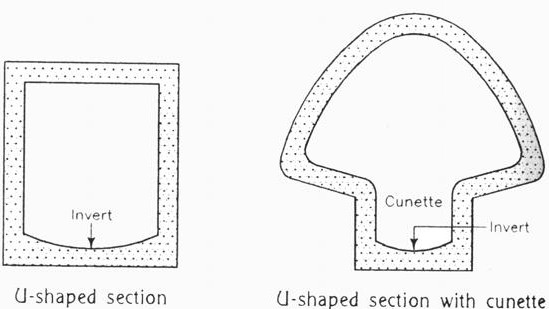 Invert
Cunette
Invert
U-shaped section
U-shaped section with cunette